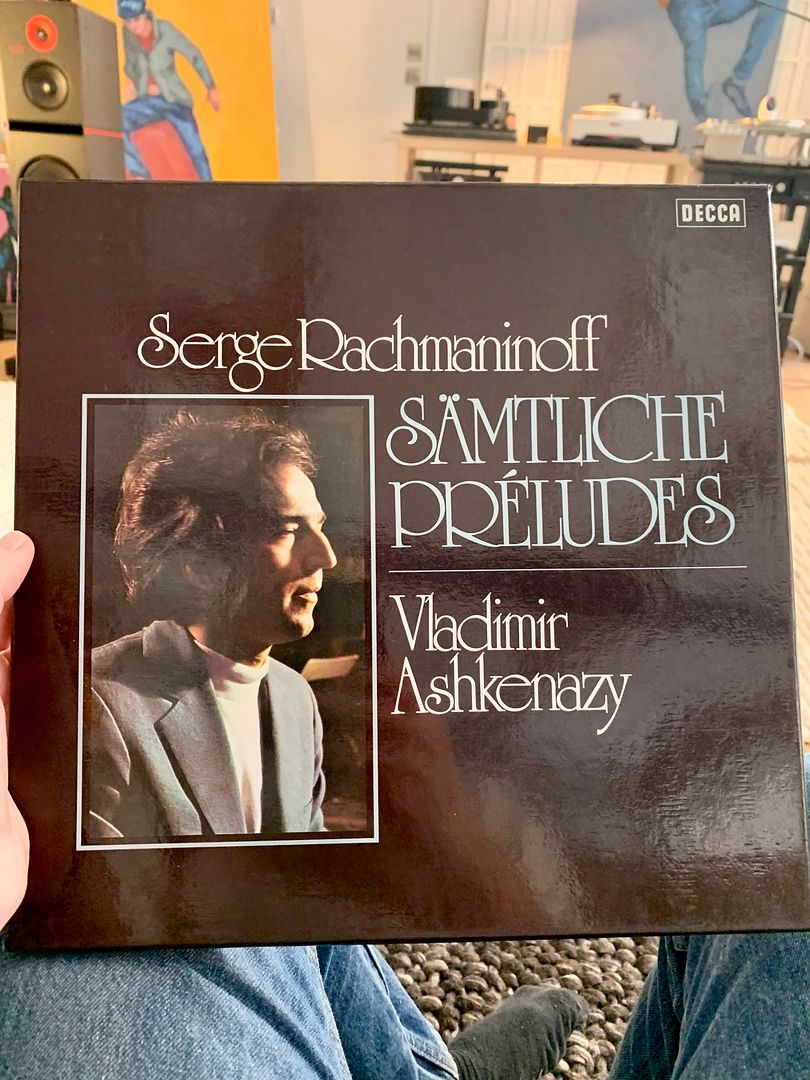 DECCA
Serge Rachmaninoff
SÄMTLICHE
PRÉLUDES
Vladimir
Ashkenazy